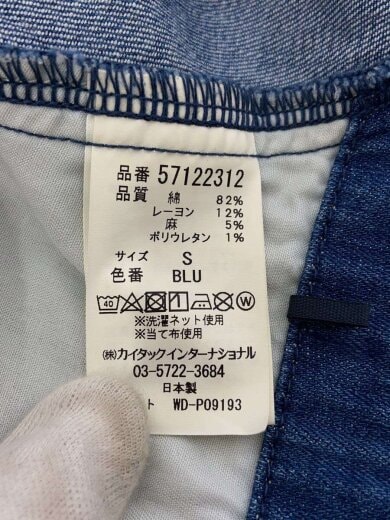 品番 57122312
品質 綿 82%
レーヨン 12%
麻 5%
ポリウレタン 1%
サイズ S
色番 BLU
40 W
※洗濯ネット使用
※当て布使用
㈱カイタックインターナショナル
03-5722-3684
日本製
ト WD-P09193